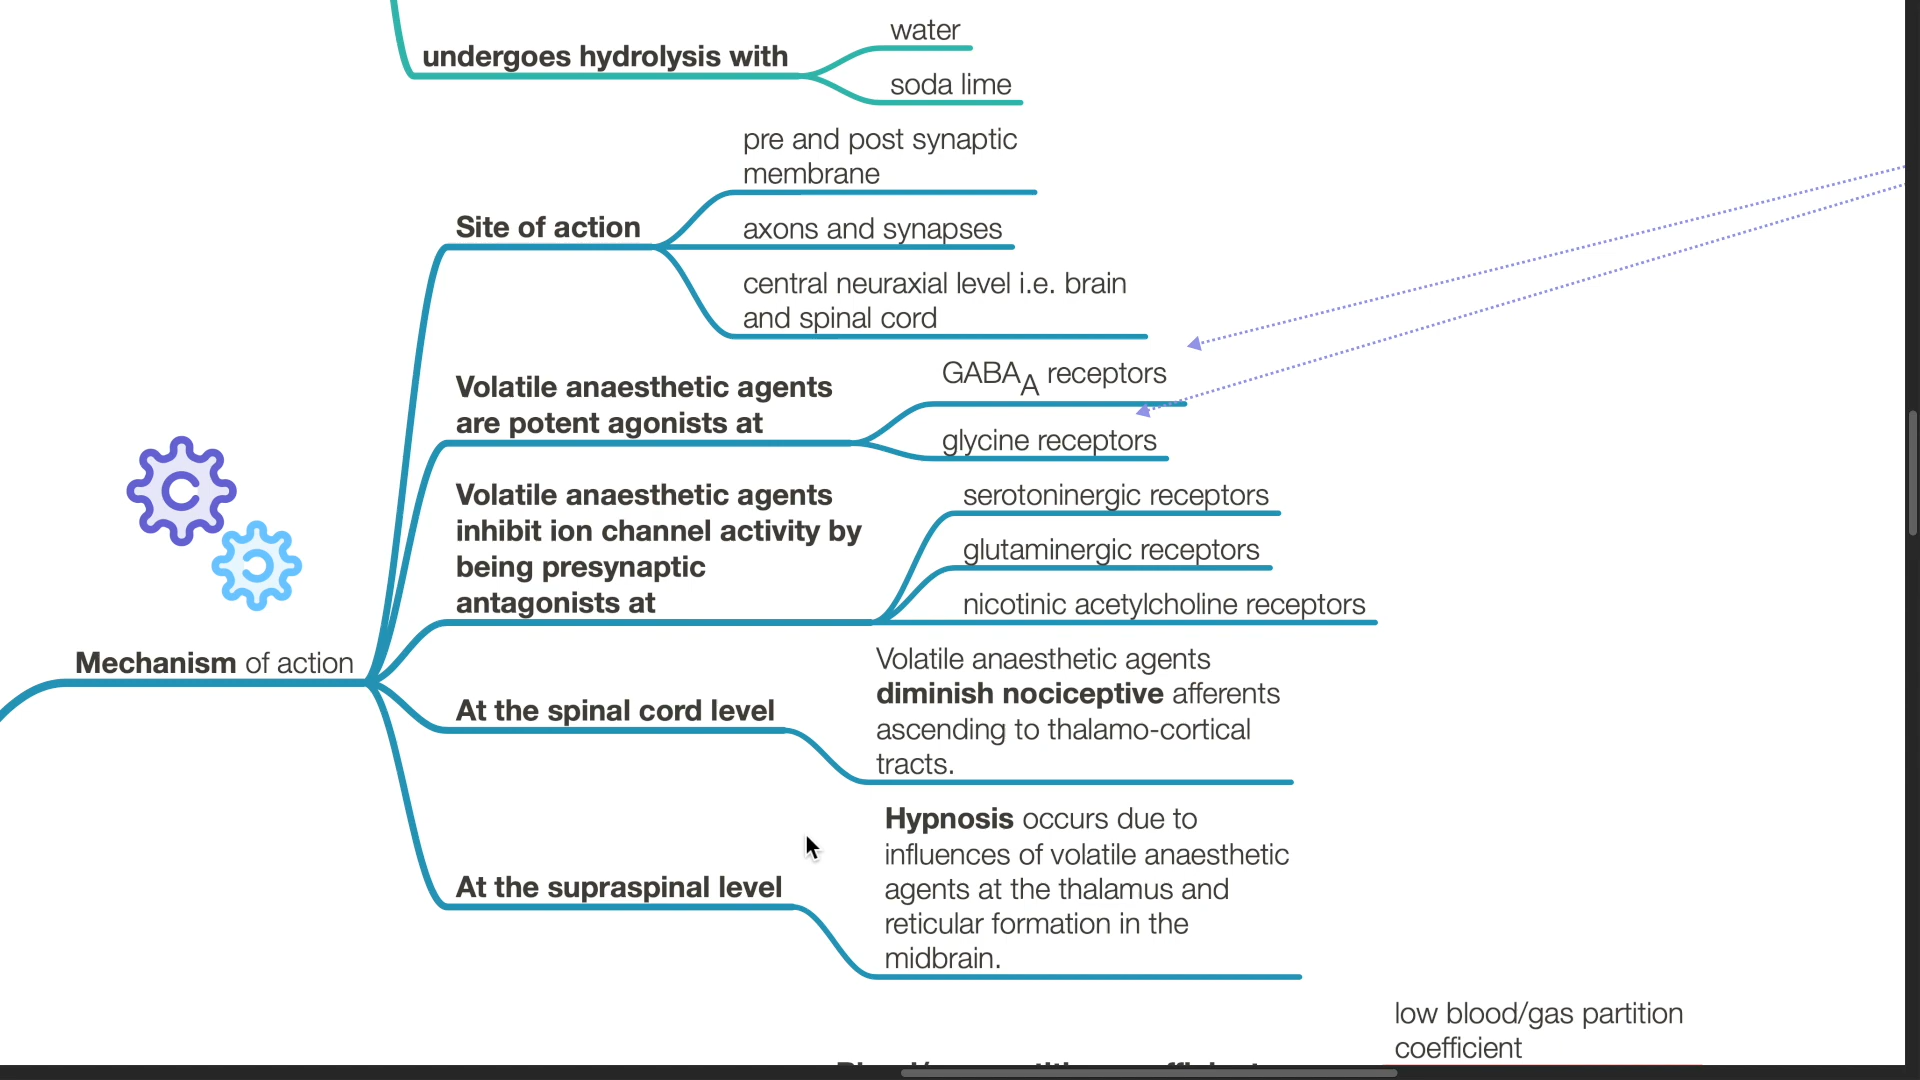 water
undergoes hydrolysis with
soda lime
pre and post synaptic
membrane
Site of action
axons and synapses
central neuraxial level i.e. brain
and spinal cord
Volatile anaesthetic agents
are potent agonists at
GABAA receptors
glycine receptors
Volatile anaesthetic agents
inhibit ion channel activity by
being presynaptic
antagonists at
serotoninergic receptors
glutaminergic receptors
nicotinic acetylcholine receptors
Mechanism of action
At the spinal cord level
Volatile anaesthetic agents
diminish nociceptive afferents
ascending to thalamo-cortical
tracts.
At the supraspinal level
Hypnosis occurs due to
influences of volatile anaesthetic
agents at the thalamus and
reticular formation in the
midbrain.
low blood/gas partition
coefficient